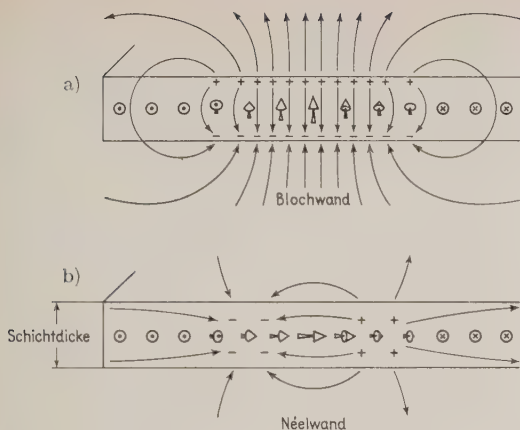 a)
+ + + + + + + + + + +
- - - - - - - - - - -
Blochwand
b)
- - + +
Schichtdicke
- - + +
Néelwand